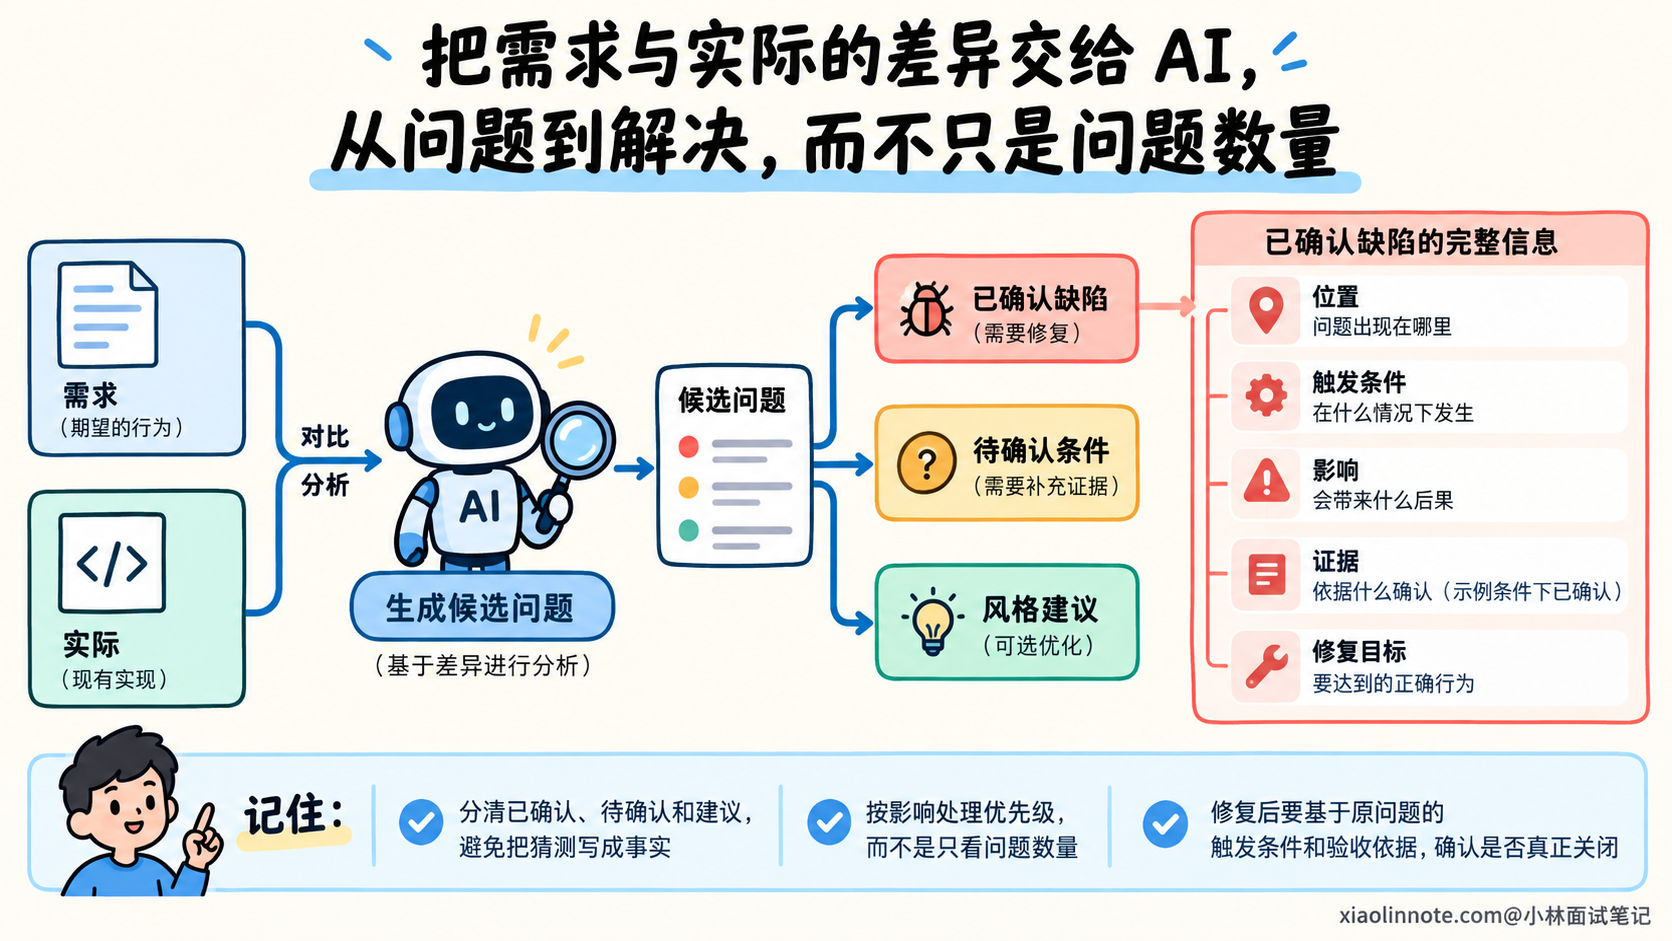 把需求与实际的差异交给 AI,
从问题到解决, 而不只是问题数量
需求
(期望的行为)
实际
(现有实现)
对比
分析
AI
生成候选问题
(基于差异进行分析)
候选问题
已确认缺陷
(需要修复)
?
待确认条件
(需要补充证据)
风格建议
(可选优化)
已确认缺陷的完整信息
位置
问题出现在哪里
触发条件
在什么情况下发生
影响
会带来什么后果
证据
依据什么确认 (示例条件下已确认)
修复目标
要达到的正确行为
记住:
分清已确认、待确认和建议,
避免把猜测写成事实
按影响处理优先级,
而不是只看问题数量
修复后要基于原问题的
触发条件和验收依据, 确认是否真正关闭
xiaolinnote.com@小林面试笔记